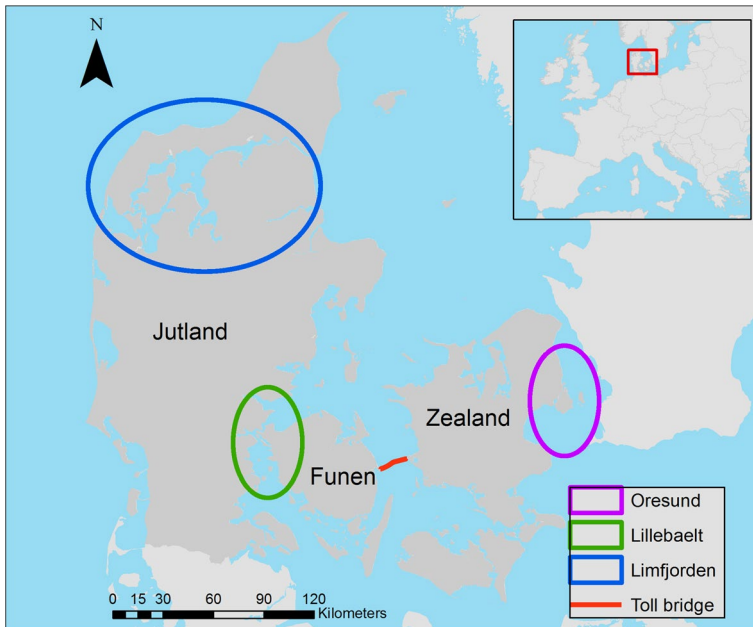 N
Jutland
Zealand
Funen
Oresund
Lillebaelt
Limfjorden
Toll bridge
0 15 30 60 90 120
Kilometers